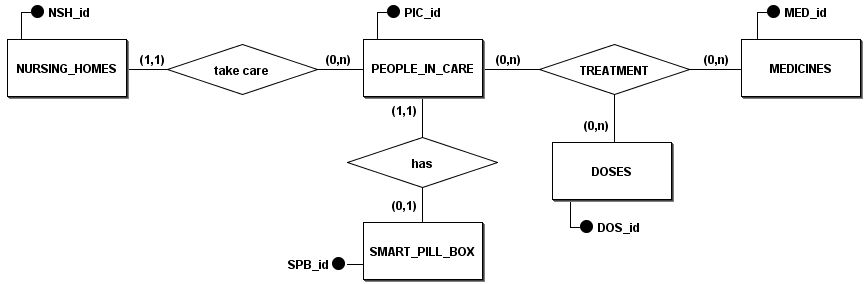 NSH_id
PIC_id
MED_id
NURSING_HOMES
(1,1)
take care
(0,n)
PEOPLE_IN_CARE
(0,n)
TREATMENT
(0,n)
MEDICINES
(1,1)
(0,n)
has
DOSES
(0,1)
DOS_id
SMART_PILL_BOX
SPB_id